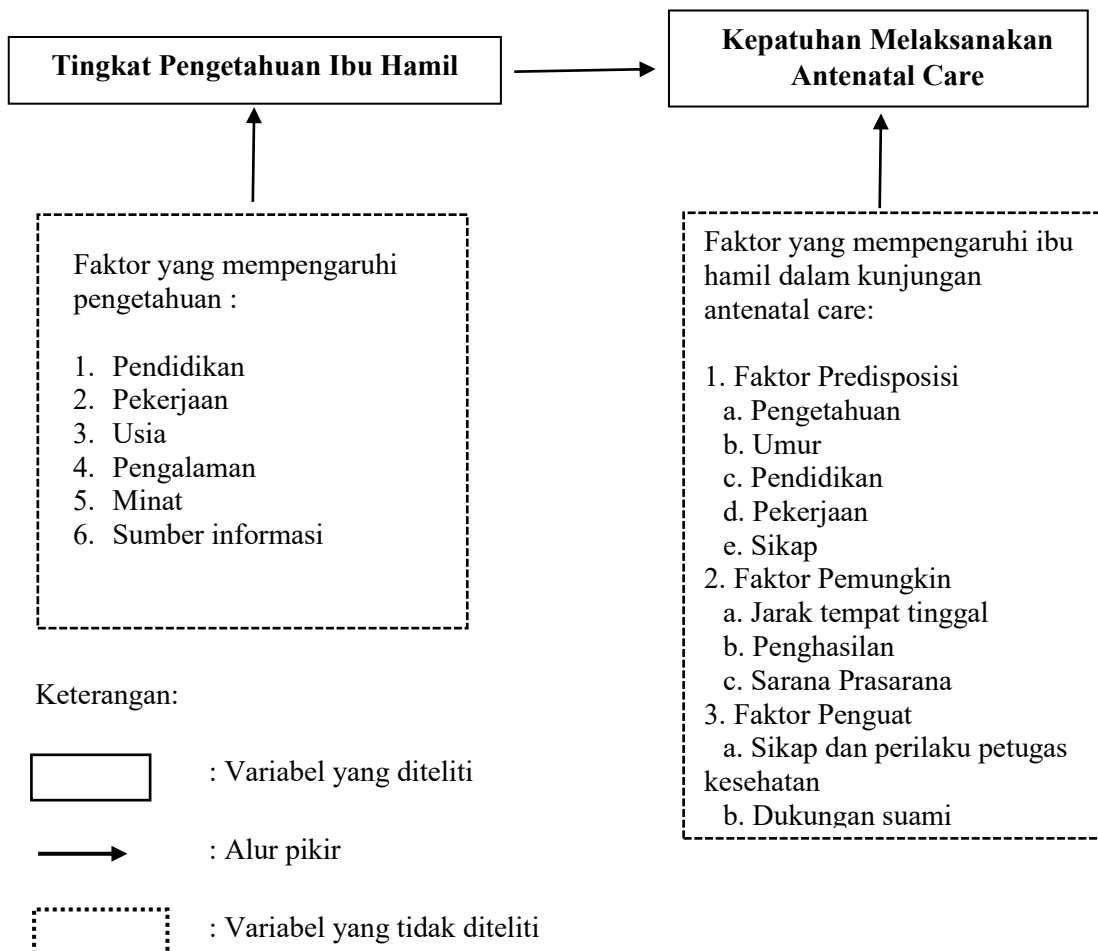 Tingkat Pengetahuan Ibu Hamil
Kepatuhan Melaksanakan
Antenatal Care
Faktor yang mempengaruhi
pengetahuan :
1. Pendidikan
2. Pekerjaan
3. Usia
4. Pengalaman
5. Minat
6. Sumber informasi
Faktor yang mempengaruhi ibu
hamil dalam kunjungan
antenatal care:
1. Faktor Predisposisi
a. Pengetahuan
b. Umur
c. Pendidikan
d. Pekerjaan
e. Sikap
2. Faktor Pemungkin
a. Jarak tempat tinggal
b. Penghasilan
c. Sarana Prasarana
3. Faktor Penguat
a. Sikap dan perilaku petugas
kesehatan
b. Dukungan suami
Keterangan:
: Variabel yang diteliti
: Alur pikir
: Variabel yang tidak diteliti